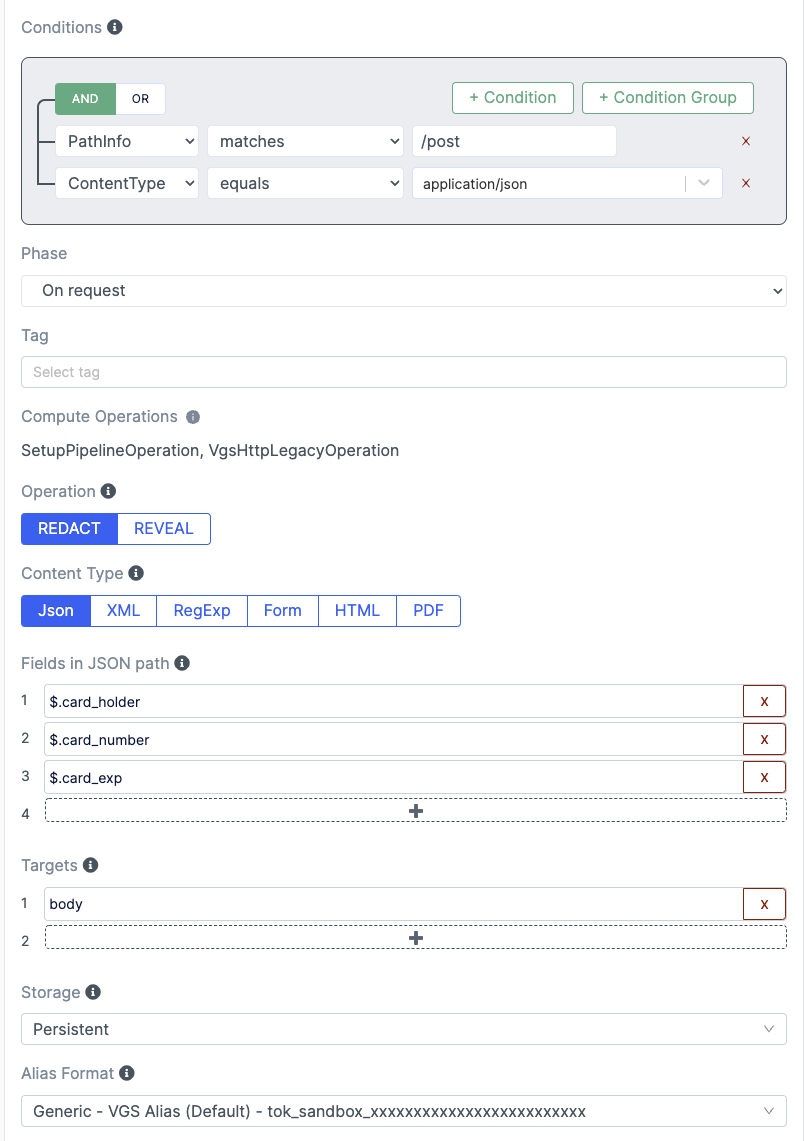 Conditions
AND OR + Condition + Condition Group
PathInfo matches /post x
ContentType equals application/json x
Phase
On request
Tag
Select tag
Compute Operations
SetupPipelineOperation, VgsHttpLegacyOperation
Operation
REDACT REVEAL
Content Type
Json XML RegExp Form HTML PDF
Fields in JSON path
1 $.card_holder x
2 $.card_number x
3 $.card_exp x
4 +
Targets
1 body x
2 +
Storage
Persistent
Alias Format
Generic - VGS Alias (Default) - tok_sandbox_xxxxxxxxxxxxxxxxxxxxxxxxx